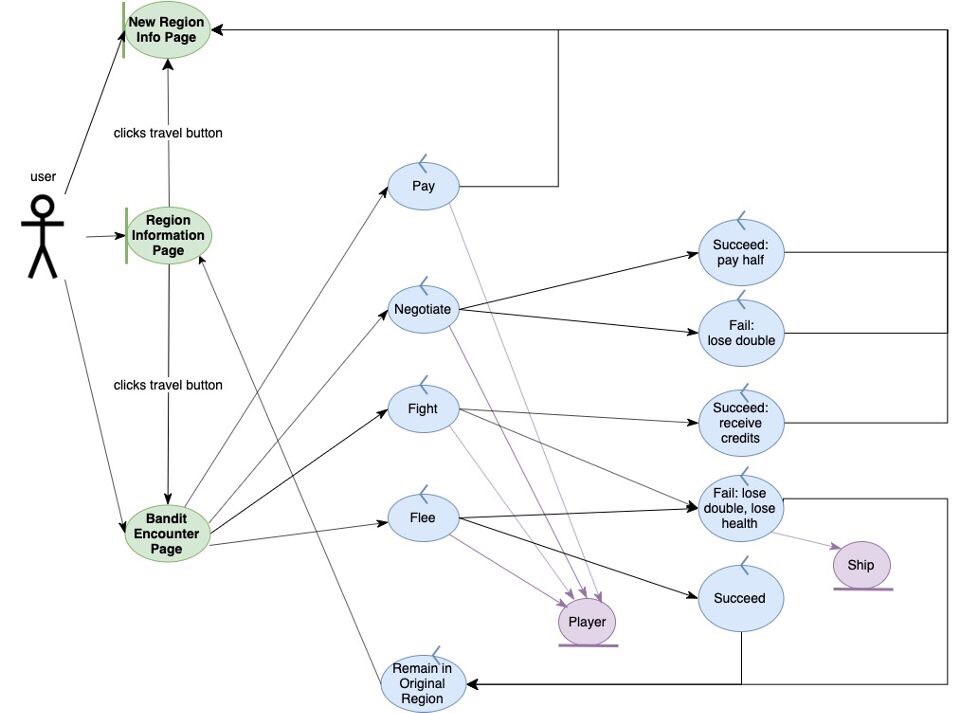 New Region
Info Page
clicks travel button
user
Pay
Region
Information
Page
Succeed:
pay half
Negotiate
Fail:
lose double
clicks travel button
Fight
Succeed:
receive
credits
Bandit
Encounter
Page
Flee
Fail: lose
double, lose
health
Ship
Succeed
Player
Remain in
Original
Region